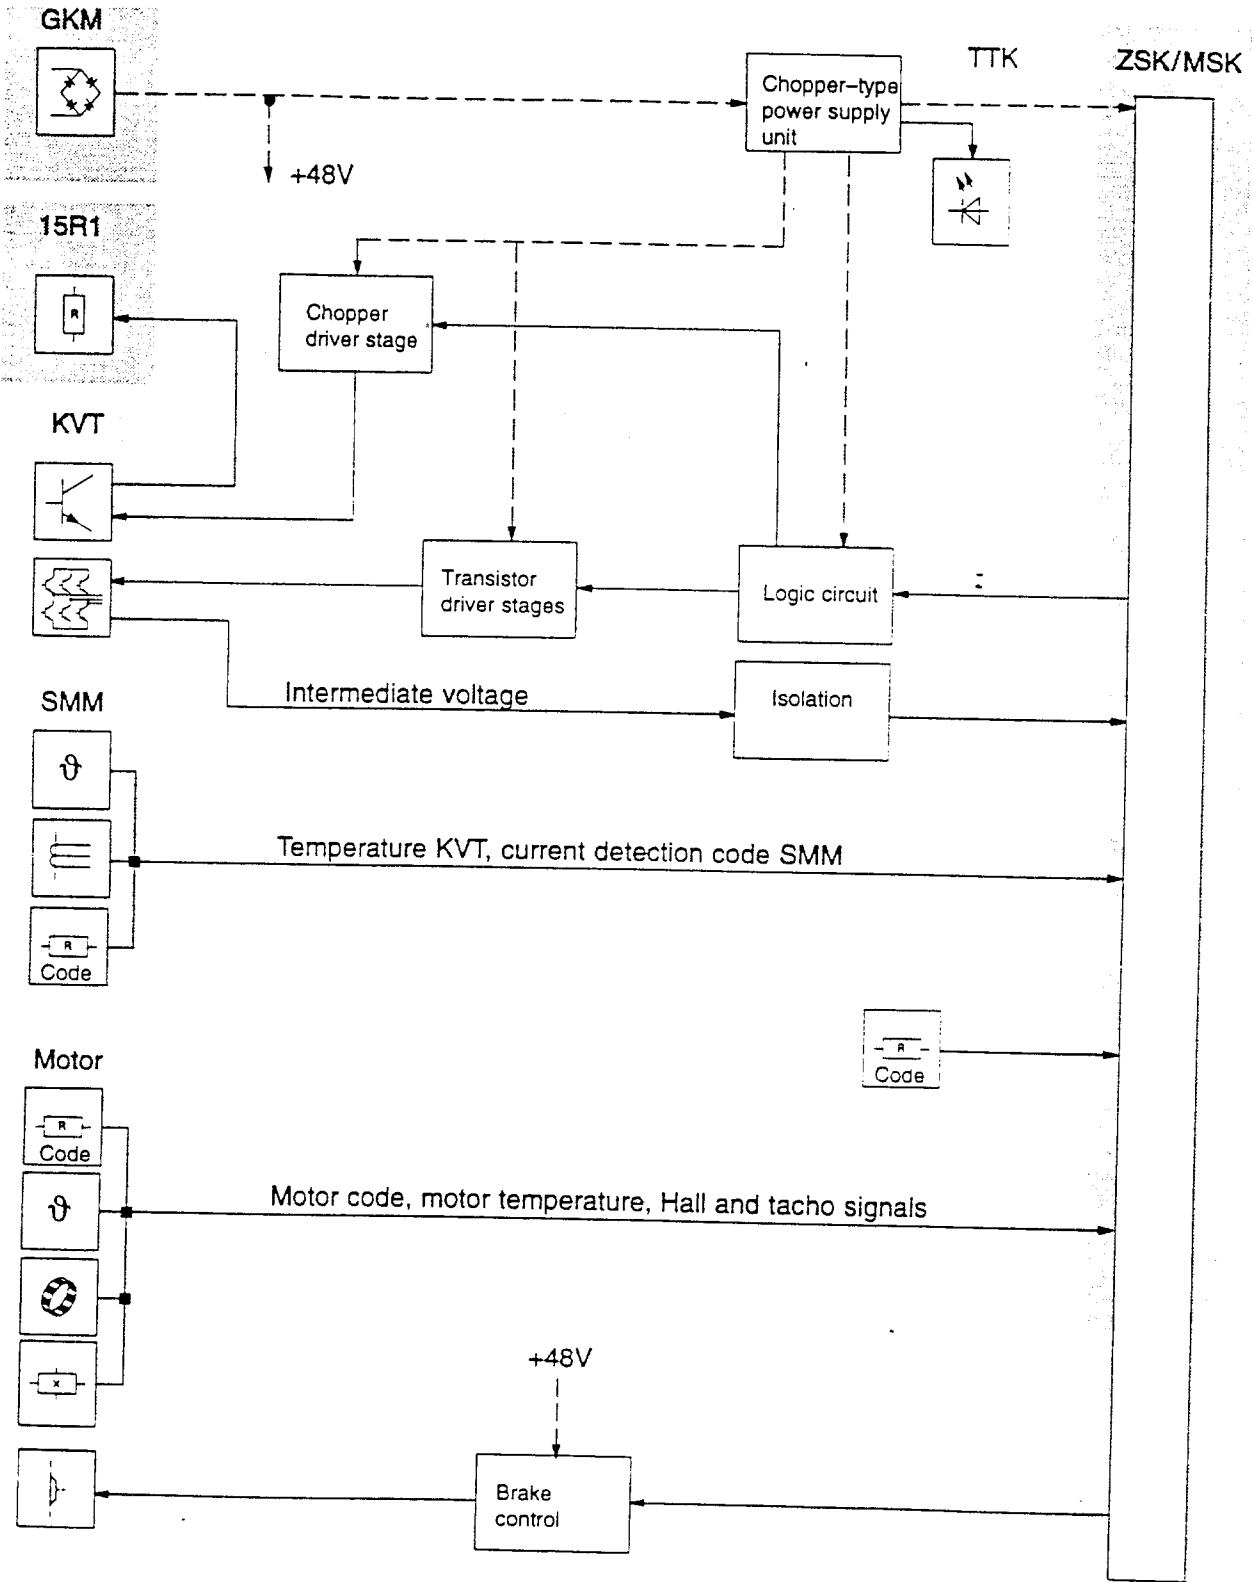 GKM
TTK
ZSK/MSK
Chopper-type
power supply
unit
+48V
15R1
R
Chopper
driver stage
KVT
Transistor
driver stages
Logic circuit
Intermediate voltage
Isolation
SMM
ϑ
Temperature KVT, current detection code SMM
R
Code
R
Code
Motor
R
Code
ϑ
Motor code, motor temperature, Hall and tacho signals
x
+48V
Brake
control